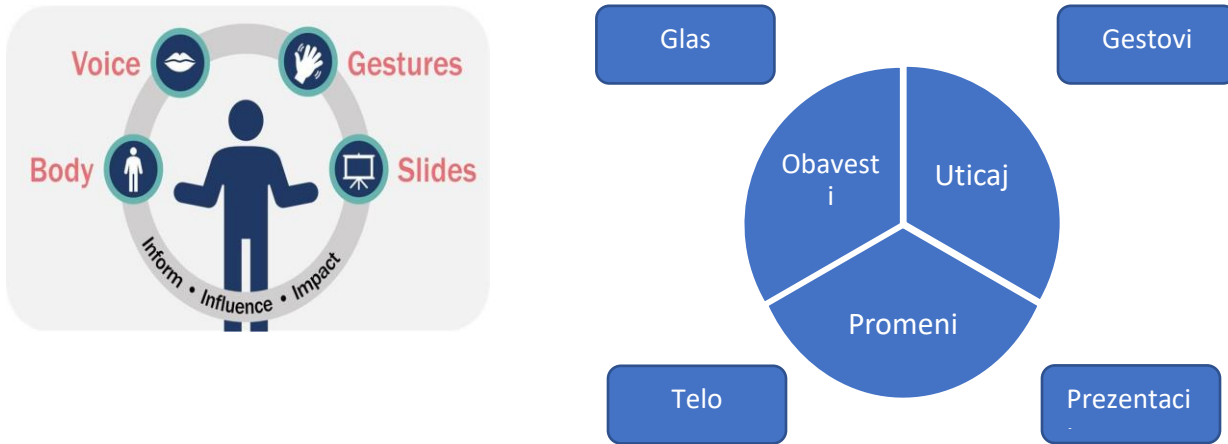 Voice
Gestures
Body
Slides
Inform • Influence • Impact
Glas
Gestovi
Obavest
i
Uticaj
Promeni
Telo
Prezentaci